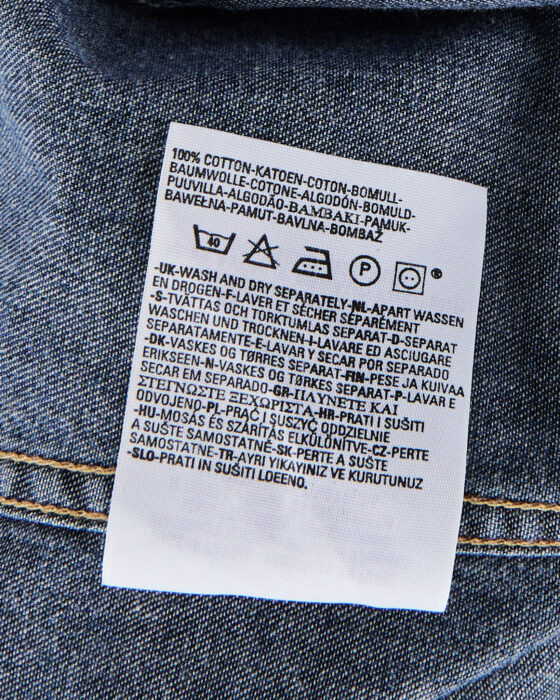 100% COTTON-KATOEN-COTON-BOMULL-
BAUMWOLLE-COTONE-ALGODÓN-BOMULD-
PUUVILLA-ALGODÃO-BAMBAKI-PAMUK-
BAWEŁNA-PAMUT-BAVLNA-BOMBAŽ
40 P ®
-UK-WASH AND DRY SEPARATELY-NL-APART WASSEN
EN DROGEN-F-LAVER ET SÉCHER SÉPARÉMENT
-S-TVÄTTAS OCH TORKTUMLAS SEPARAT-D-SEPARAT
WASCHEN UND TROCKNEN-I-LAVARE ED ASCIUGARE
SEPARATAMENTE-E-LAVAR Y SECAR POR SEPARADO
-DK-VASKES OG TØRRES SEPARAT-FIN-PESE JA KUIVAA
ERIKSEEN-N-VASKES OG TØRKES SEPARAT-P-LAVAR E
SECAR EM SEPARADO-GR-ΠΛΥΝΕΤΕ ΚΑΙ
ΣΤΕΓΝΩΣΤΕ ΞΕΧΩΡΙΣΤΑ-HR-PRATI I SUŠITI
ODVOJENO-PL-PRAĆ I SUSZYĆ ODDZIELNIE
-HU-MOSÁS ÉS SZÁRÍTÁS ELKÜLÖNÍTVE-CZ-PERTE
A SUŠTE SAMOSTATNĚ-SK-PERTE A SUŠTE
SAMOSTATNE-TR-AYRI YIKAYINIZ VE KURUTUNUZ
-SLO-PRATI IN SUŠITI LOEENO.